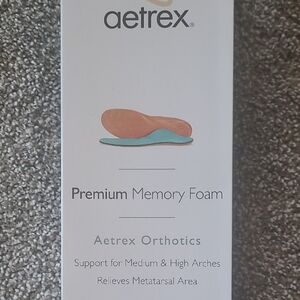 aetrex®
Premium Memory Foam
Aetrex Orthotics
Support for Medium & High Arches
Relieves Metatarsal Area